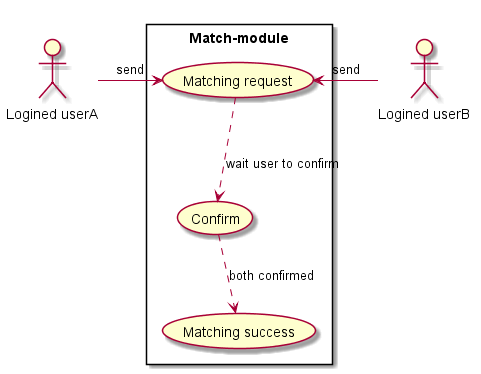 Match-module
send
send
Matching request
Logined userA
Logined userB
wait user to confirm
Confirm
both confirmed
Matching success